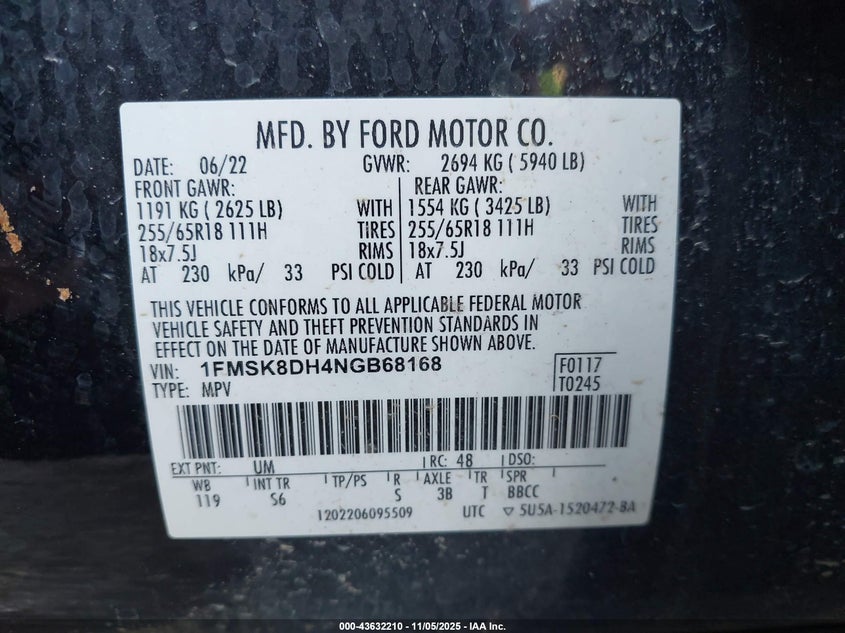 MFD. BY FORD MOTOR CO.
DATE: 06/22 GVWR: 2694 KG ( 5940 LB)
FRONT GAWR: REAR GAWR:
1191 KG ( 2625 LB) WITH 1554 KG ( 3425 LB) WITH
255/65R18 111H TIRES 255/65R18 111H TIRES
18x7.5J RIMS 18x7.5J RIMS
AT 230 kPa/ 33 PSI COLD AT 230 kPa/ 33 PSI COLD
THIS VEHICLE CONFORMS TO ALL APPLICABLE FEDERAL MOTOR
VEHICLE SAFETY AND THEFT PREVENTION STANDARDS IN
EFFECT ON THE DATE OF MANUFACTURE SHOWN ABOVE.
VIN: 1FMSK8DH4NGB68168 F0117
TYPE: MPV T0245
EXT PNT: UM RC: 48 DSO:
WB INT TR TP/PS R AXLE TR SPR
119 S6 S 3B T BBCC
1202206095509 UTC ▽ 5U5A-1520472-BA
000-43632210 - 11/05/2025 - IAA Inc.